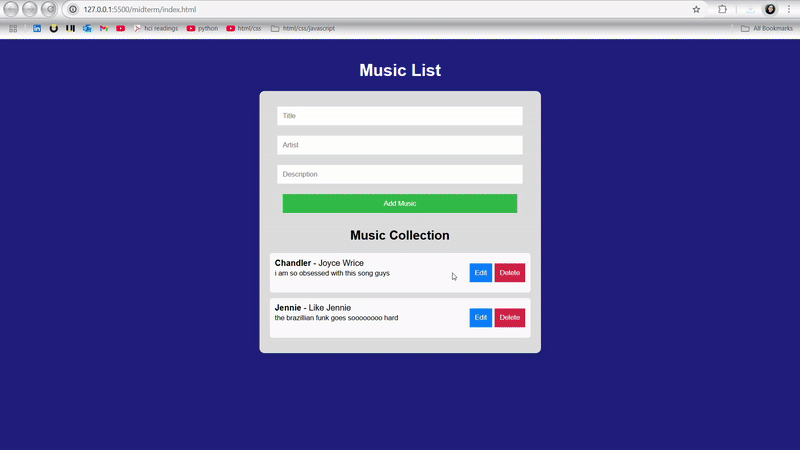 127.0.0.1:5500/midterm/index.html
hci readings
python
html/css
html/css/javascript
All Bookmarks
Music List
Title
Artist
Description
Add Music
Music Collection
Chandler - Joyce Wrice
i am so obsessed with this song guys
Edit Delete
Jennie - Like Jennie
the brazillian funk goes soooooooo hard
Edit Delete